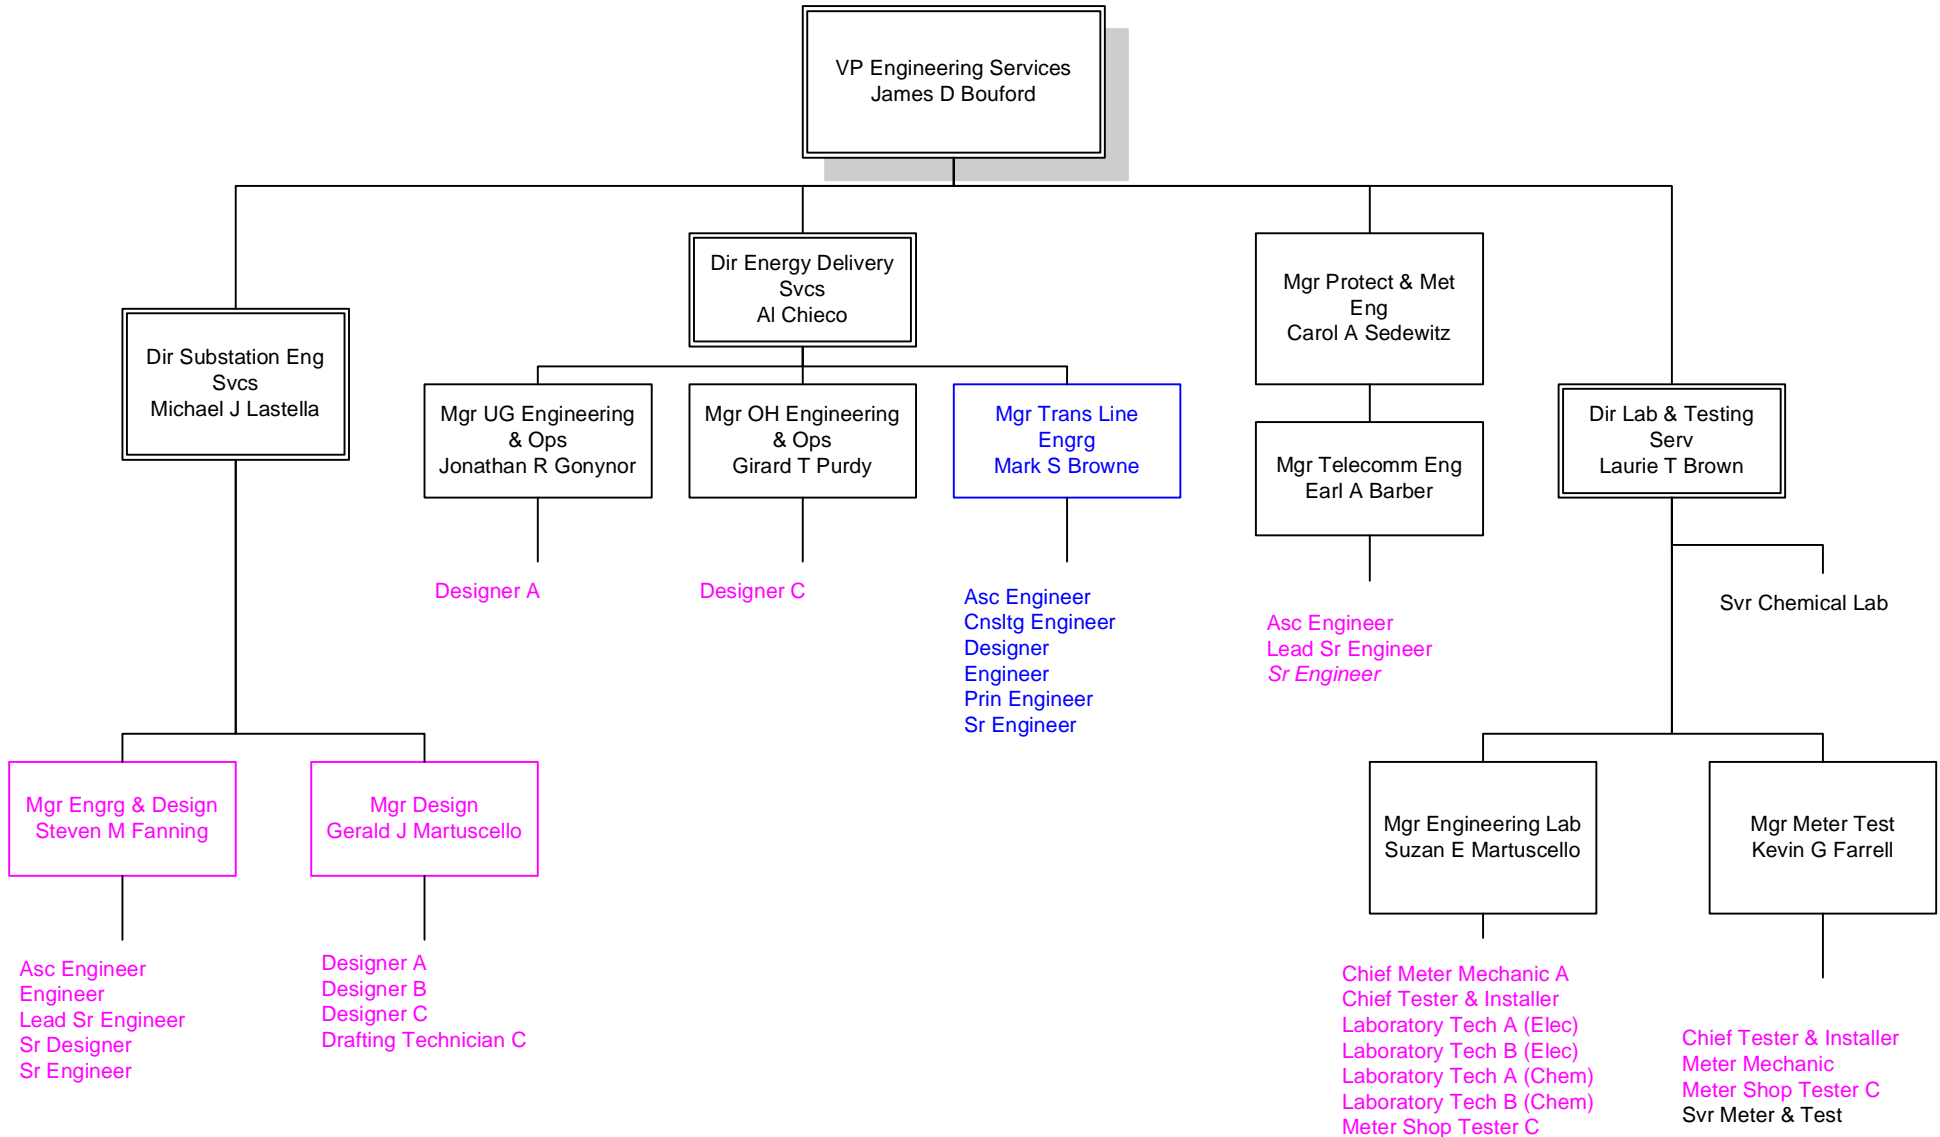 VP Engineering Services
James D Bouford
Dir Substation Eng
Svcs
Michael J Lastella
Dir Energy Delivery
Svcs
Al Chieco
Mgr Protect & Met
Eng
Carol A Sedewitz
Dir Lab & Testing
Serv
Laurie T Brown
Mgr UG Engineering
& Ops
Jonathan R Gonynor
Mgr OH Engineering
& Ops
Girard T Purdy
Mgr Trans Line
Engrg
Mark S Browne
Mgr Telecomm Eng
Earl A Barber
Designer A
Designer C
Asc Engineer
Cnsltg Engineer
Designer
Engineer
Prin Engineer
Sr Engineer
Asc Engineer
Lead Sr Engineer
Sr Engineer
Svr Chemical Lab
Mgr Engrg & Design
Steven M Fanning
Mgr Design
Gerald J Martuscello
Mgr Engineering Lab
Suzan E Martuscello
Mgr Meter Test
Kevin G Farrell
Asc Engineer
Engineer
Lead Sr Engineer
Sr Designer
Sr Engineer
Designer A
Designer B
Designer C
Drafting Technician C
Chief Meter Mechanic A
Chief Tester & Installer
Laboratory Tech A (Elec)
Laboratory Tech B (Elec)
Laboratory Tech A (Chem)
Laboratory Tech B (Chem)
Meter Shop Tester C
Chief Tester & Installer
Meter Mechanic
Meter Shop Tester C
Svr Meter & Test